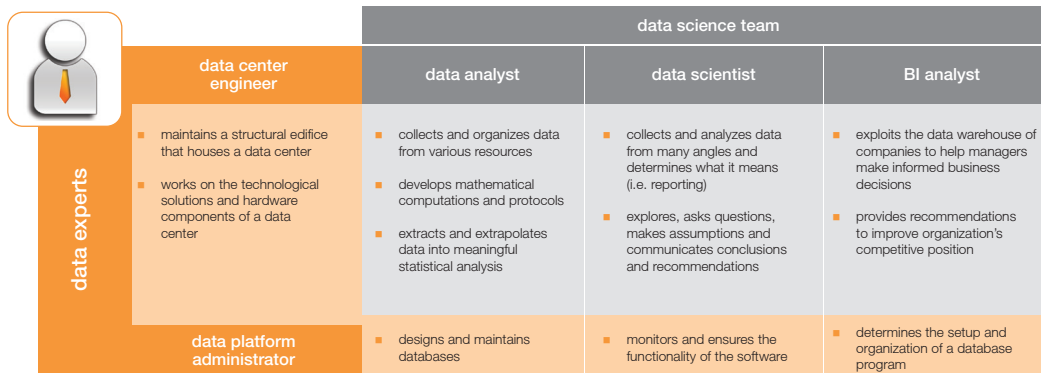 data science team
data experts
data center
engineer
data analyst
data scientist
BI analyst
■ maintains a structural edifice
that houses a data center
■ works on the technological
solutions and hardware
components of a data
center
■ collects and organizes data
from various resources
■ develops mathematical
computations and protocols
■ extracts and extrapolates
data into meaningful
statistical analysis
■ collects and analyzes data
from many angles and
determines what it means
(i.e. reporting)
■ explores, asks questions,
makes assumptions and
communicates conclusions
and recommendations
■ exploits the data warehouse of
companies to help managers
make informed business
decisions
■ provides recommendations
to improve organization's
competitive position
data platform
administrator
■ designs and maintains
databases
■ monitors and ensures the
functionality of the software
■ determines the setup and
organization of a database
program